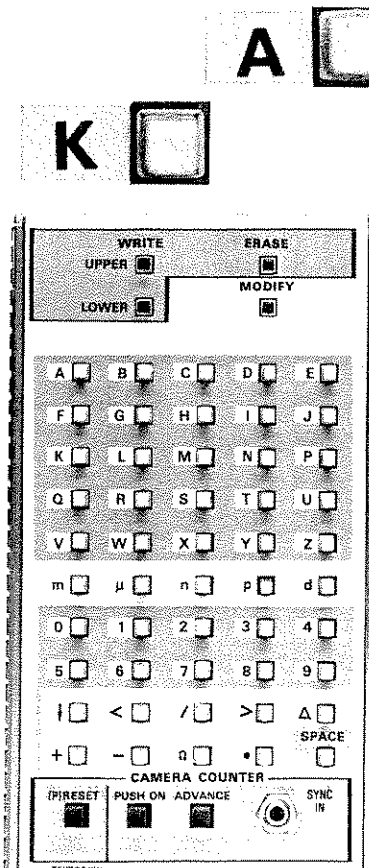 A
K
WRITE ERASE
UPPER
MODIFY
LOWER
A B C D E
F G H I J
K L M N P
Q R S T U
V W X Y Z
m μ n p d
0 1 2 3 4
5 6 7 8 9
< / > Δ
SPACE
+ − Ω •
CAMERA COUNTER
(P)RESET PUSH ON ADVANCE SYNC
IN